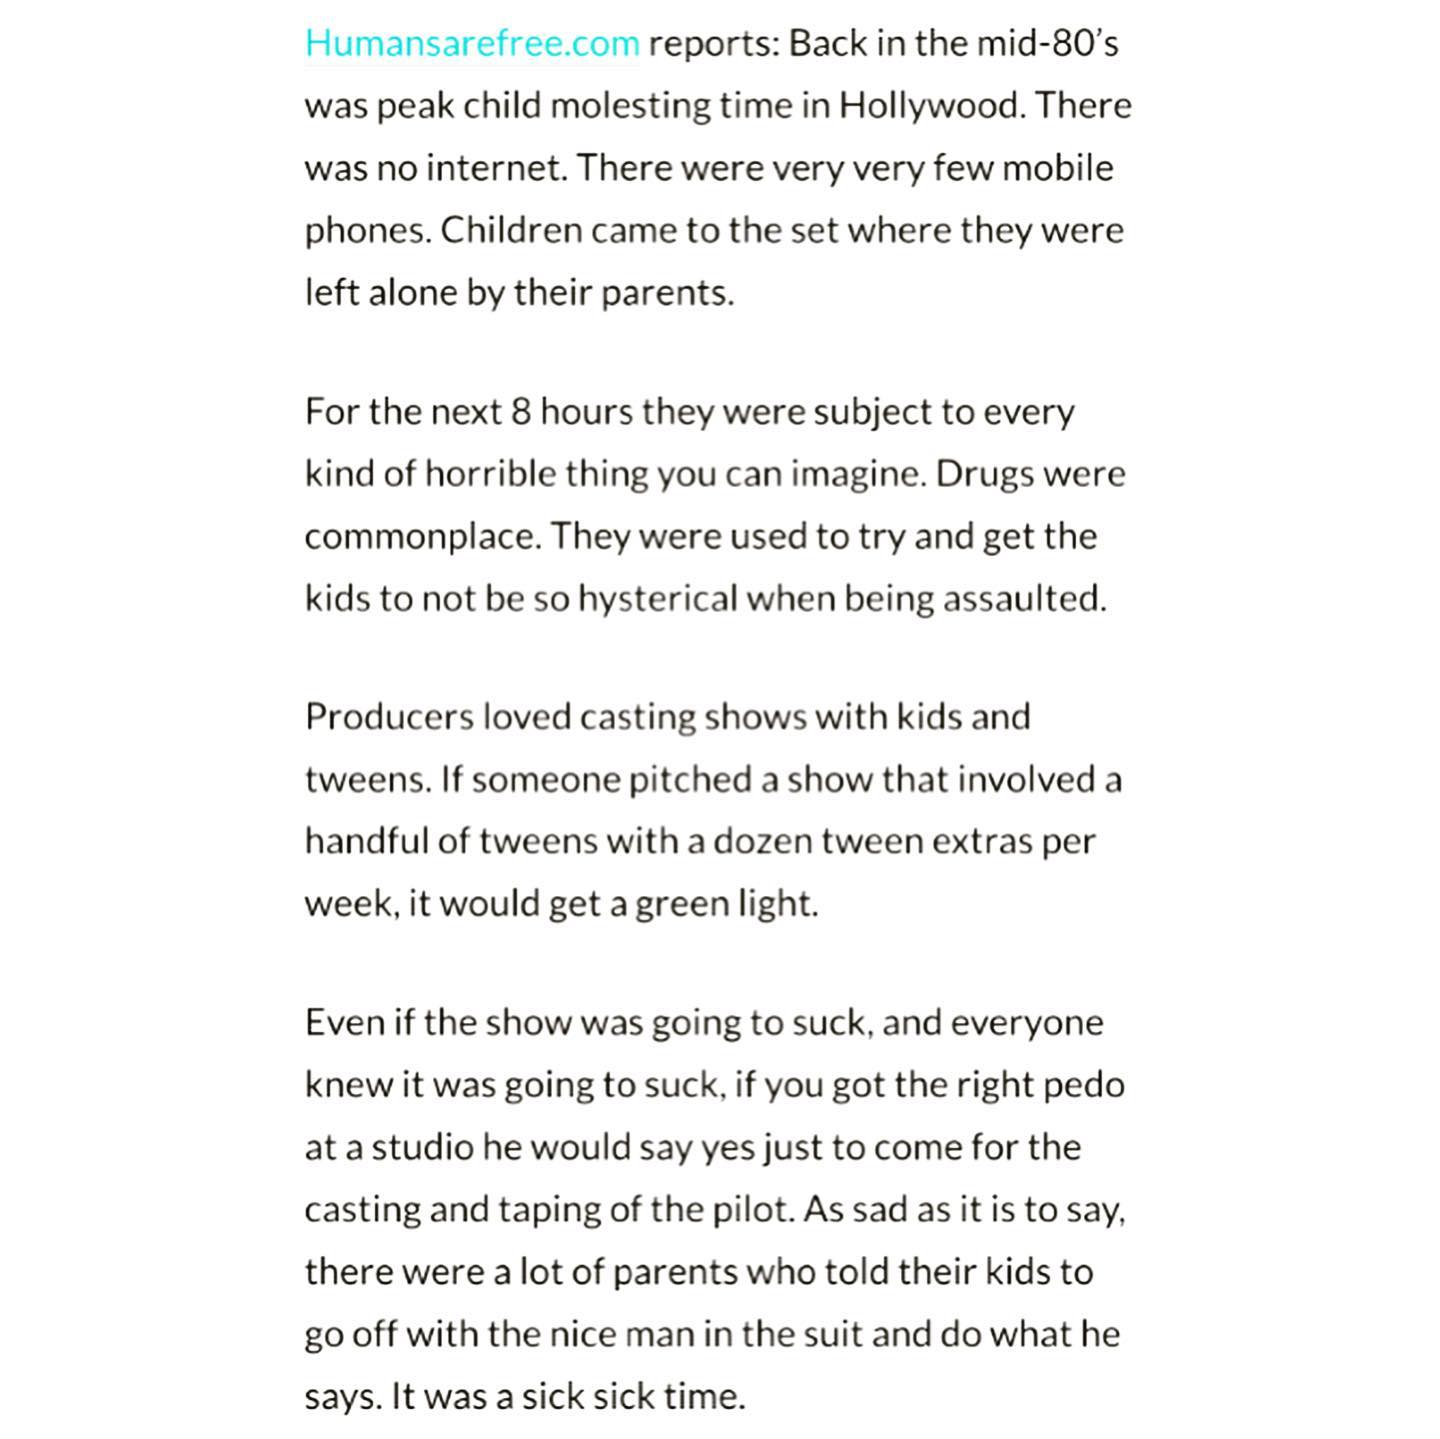 Humansarefree.com reports: Back in the mid-80’s
was peak child molesting time in Hollywood. There
was no internet. There were very very few mobile
phones. Children came to the set where they were
left alone by their parents.
For the next 8 hours they were subject to every
kind of horrible thing you can imagine. Drugs were
commonplace. They were used to try and get the
kids to not be so hysterical when being assaulted.
Producers loved casting shows with kids and
tweens. If someone pitched a show that involved a
handful of tweens with a dozen tween extras per
week, it would get a green light.
Even if the show was going to suck, and everyone
knew it was going to suck, if you got the right pedo
at a studio he would say yes just to come for the
casting and taping of the pilot. As sad as it is to say,
there were a lot of parents who told their kids to
go off with the nice man in the suit and do what he
says. It was a sick sick time.